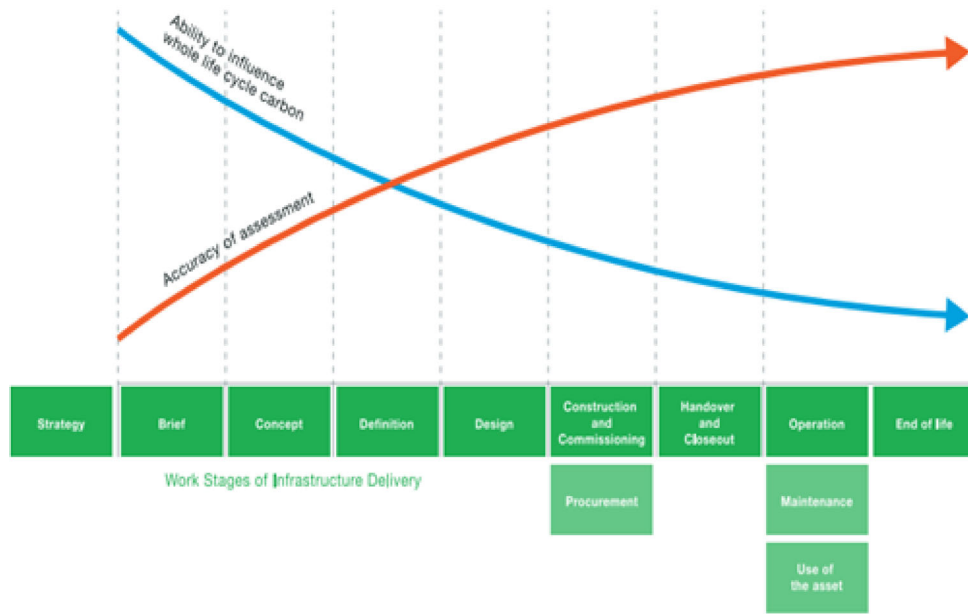 Ability to influence
whole life cycle carbon
Accuracy of assessment
Strategy
Brief
Concept
Definition
Design
Construction
and
Commissioning
Handover
and
Closeout
Operation
End of life
Work Stages of Infrastructure Delivery
Procurement
Maintenance
Use of
the asset